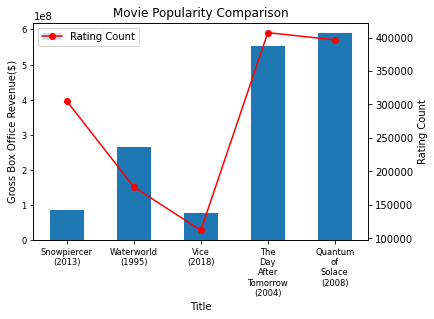 Movie Popularity Comparison
1e8
Rating Count
Gross Box Office Revenue($)
6
5
4
3
2
1
0
400000
350000
300000
250000
200000
150000
100000
Rating Count
Snowpiercer
(2013)
Waterworld
(1995)
Vice
(2018)
The
Day
After
Tomorrow
(2004)
Quantum
of
Solace
(2008)
Title